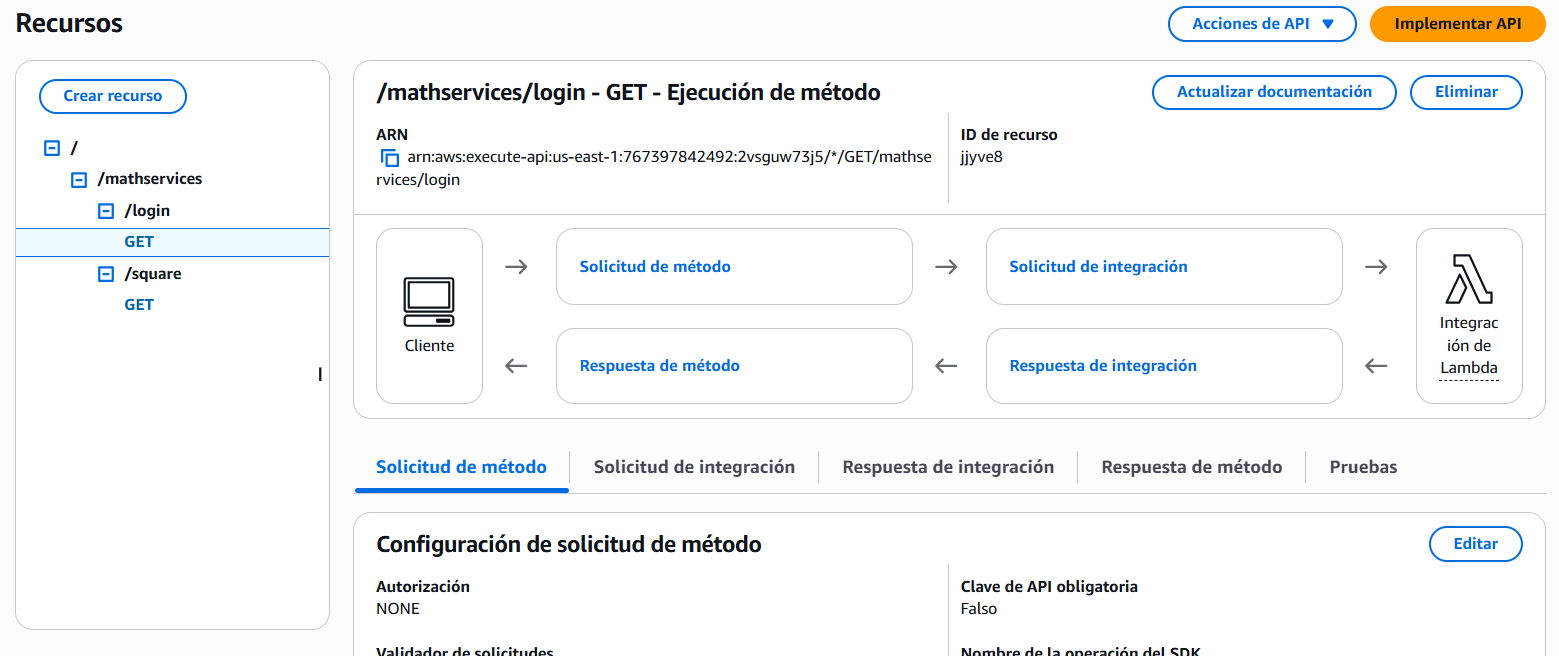 Recursos
Acciones de API
Implementar API
Crear recurso
/
/mathservices
/login
GET
/square
GET
/mathservices/login - GET - Ejecución de método
Actualizar documentación
Eliminar
ARN
arn:aws:execute-api:us-east-1:767397842492:2vsguw73j5/*/GET/mathse
rvices/login
ID de recurso
jjyve8
Cliente
Solicitud de método
Solicitud de integración
Integrac
ión de
Lambda
Respuesta de método
Respuesta de integración
Solicitud de método
Solicitud de integración
Respuesta de integración
Respuesta de método
Pruebas
Configuración de solicitud de método
Editar
Autorización
NONE
Clave de API obligatoria
Falso
Validador de solicitudes
Nombre de la operación del SDK